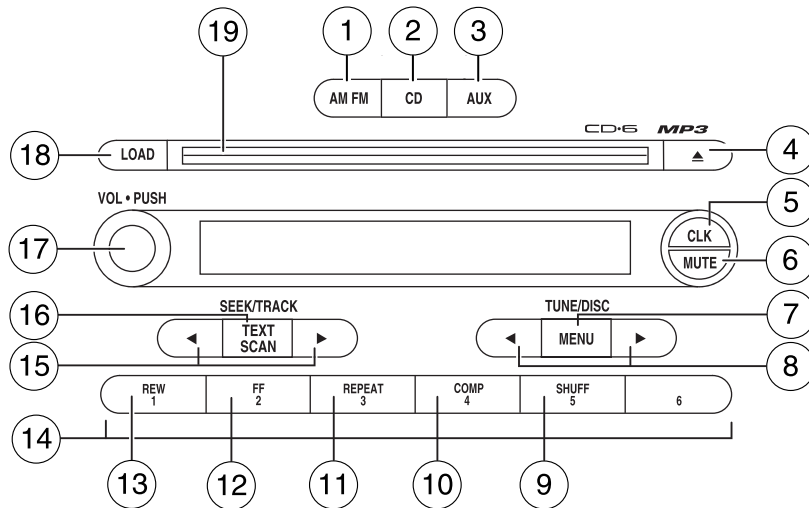 19 1 2 3
AM FM CD AUX
CD•6 MP3
18 LOAD 4
VOL • PUSH 5
17 CLK
MUTE 6
SEEK/TRACK TUNE/DISC
16 TEXT SCAN MENU 7
15 8
REW 1 FF 2 REPEAT 3 COMP 4 SHUFF 5 6
14
13 12 11 10 9